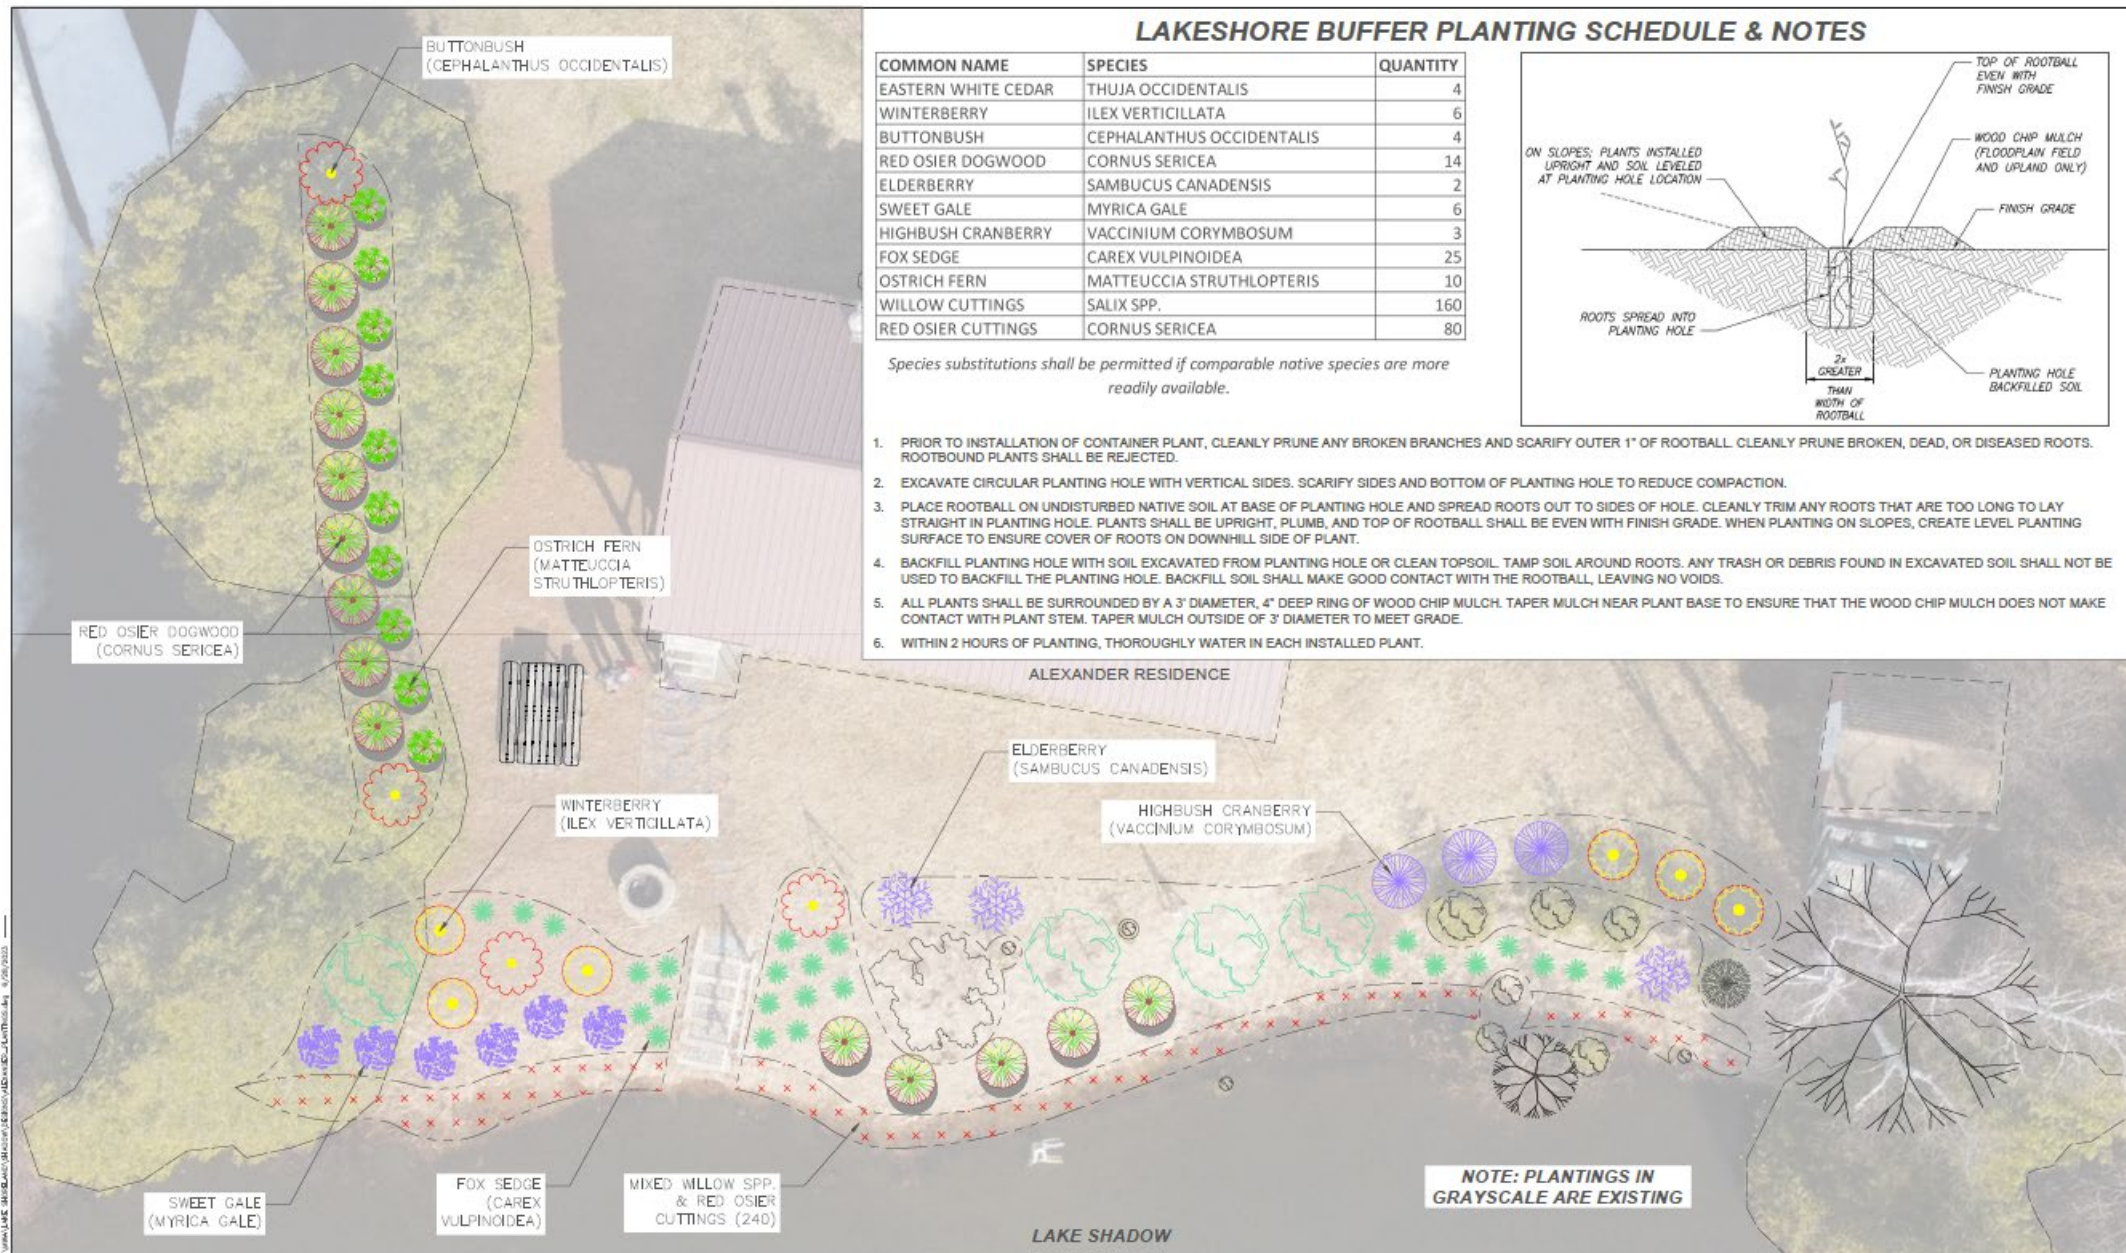 LAKESHORE BUFFER PLANTING SCHEDULE & NOTES
COMMON NAME SPECIES QUANTITY
EASTERN WHITE CEDAR THUJA OCCIDENTALIS 4
WINTERBERRY ILEX VERTICILLATA 6
BUTTONBUSH CEPHALANTHUS OCCIDENTALIS 4
RED OSIER DOGWOOD CORNUS SERICEA 14
ELDERBERRY SAMBUCUS CANADENSIS 2
SWEET GALE MYRICA GALE 6
HIGHBUSH CRANBERRY VACCINIUM CORYMBOSUM 3
FOX SEDGE CAREX VULPINOIDEA 25
OSTRICH FERN MATTEUCCIA STRUTHLOPTERIS 10
WILLOW CUTTINGS SALIX SPP. 160
RED OSIER CUTTINGS CORNUS SERICEA 80
Species substitutions shall be permitted if comparable native species are more
readily available.
TOP OF ROOTBALL
EVEN WITH
FINISH GRADE
WOOD CHIP MULCH
(FLOODPLAIN FIELD
AND UPLAND ONLY)
ON SLOPES; PLANTS INSTALLED
UPRIGHT AND SOIL LEVELED
AT PLANTING HOLE LOCATION
FINISH GRADE
ROOTS SPREAD INTO
PLANTING HOLE
2x
GREATER
THAN
WIDTH OF
ROOTBALL
PLANTING HOLE
BACKFILLED SOIL
1. PRIOR TO INSTALLATION OF CONTAINER PLANT, CLEANLY PRUNE ANY BROKEN BRANCHES AND SCARIFY OUTER 1" OF ROOTBALL. CLEANLY PRUNE BROKEN, DEAD, OR DISEASED ROOTS.
ROOTBOUND PLANTS SHALL BE REJECTED.
2. EXCAVATE CIRCULAR PLANTING HOLE WITH VERTICAL SIDES. SCARIFY SIDES AND BOTTOM OF PLANTING HOLE TO REDUCE COMPACTION.
3. PLACE ROOTBALL ON UNDISTURBED NATIVE SOIL AT BASE OF PLANTING HOLE AND SPREAD ROOTS OUT TO SIDES OF HOLE. CLEANLY TRIM ANY ROOTS THAT ARE TOO LONG TO LAY
STRAIGHT IN PLANTING HOLE. PLANTS SHALL BE UPRIGHT, PLUMB, AND TOP OF ROOTBALL SHALL BE EVEN WITH FINISH GRADE. WHEN PLANTING ON SLOPES, CREATE LEVEL PLANTING
SURFACE TO ENSURE COVER OF ROOTS ON DOWNHILL SIDE OF PLANT.
4. BACKFILL PLANTING HOLE WITH SOIL EXCAVATED FROM PLANTING HOLE OR CLEAN TOPSOIL. TAMP SOIL AROUND ROOTS. ANY TRASH OR DEBRIS FOUND IN EXCAVATED SOIL SHALL NOT BE
USED TO BACKFILL THE PLANTING HOLE. BACKFILL SOIL SHALL MAKE GOOD CONTACT WITH THE ROOTBALL, LEAVING NO VOIDS.
5. ALL PLANTS SHALL BE SURROUNDED BY A 3' DIAMETER, 4" DEEP RING OF WOOD CHIP MULCH. TAPER MULCH NEAR PLANT BASE TO ENSURE THAT THE WOOD CHIP MULCH DOES NOT MAKE
CONTACT WITH PLANT STEM. TAPER MULCH OUTSIDE OF 3' DIAMETER TO MEET GRADE.
6. WITHIN 2 HOURS OF PLANTING, THOROUGHLY WATER IN EACH INSTALLED PLANT.
BUTTONBUSH
(CEPHALANTHUS OCCIDENTALIS)
OSTRICH FERN
(MATTEUCCIA
STRUTHLOPTERIS)
RED OSIER DOGWOOD
(CORNUS SERICEA)
ALEXANDER RESIDENCE
ELDERBERRY
(SAMBUCUS CANADENSIS)
WINTERBERRY
(ILEX VERTICILLATA)
HIGHBUSH CRANBERRY
(VACCINIUM CORYMBOSUM)
SWEET GALE
(MYRICA GALE)
FOX SEDGE
(CAREX
VULPINOIDEA)
MIXED WILLOW SPP.
& RED OSIER
CUTTINGS (240)
NOTE: PLANTINGS IN
GRAYSCALE ARE EXISTING
LAKE SHADOW